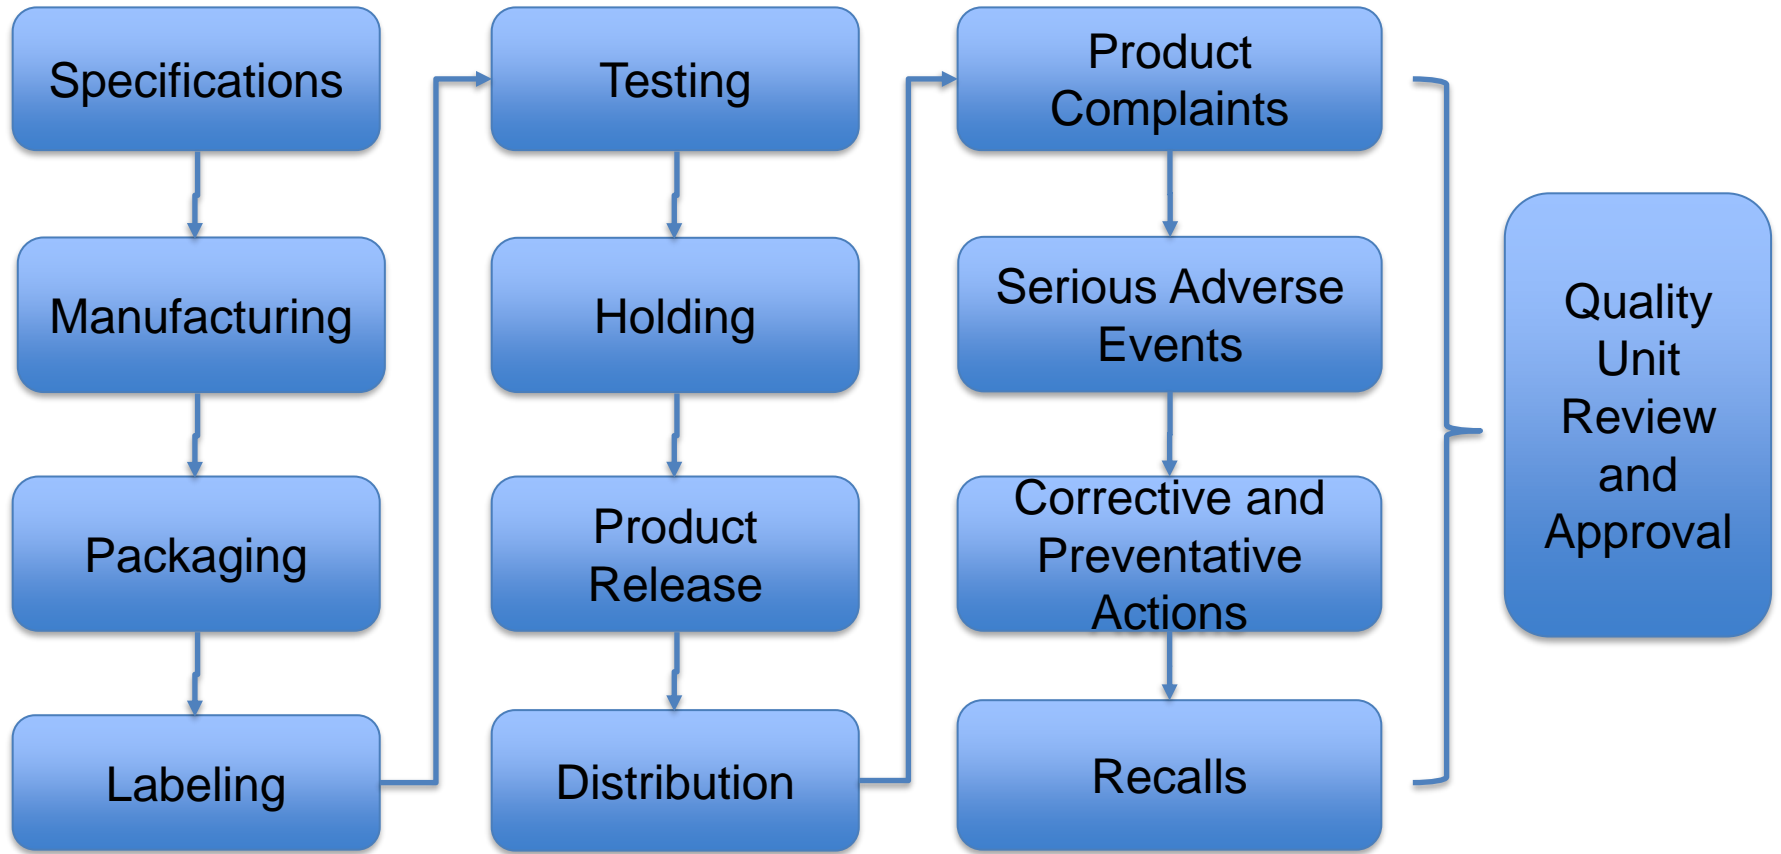 Specifications
Manufacturing
Packaging
Labeling
Testing
Holding
Product
Release
Distribution
Product
Complaints
Serious Adverse
Events
Corrective and
Preventative
Actions
Recalls
Quality
Unit
Review
and
Approval